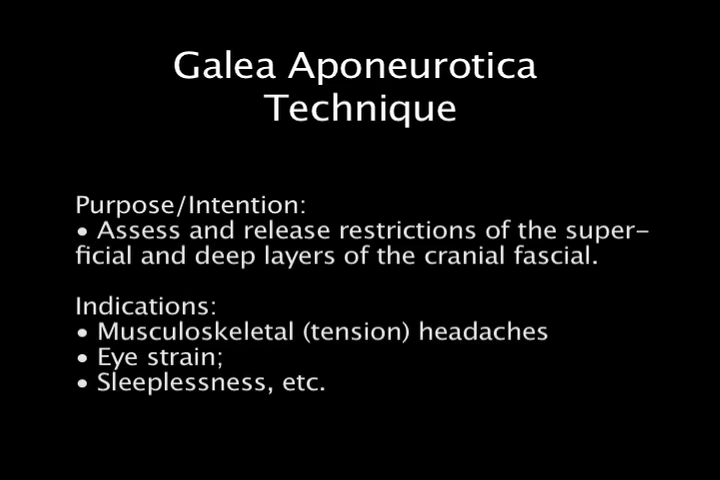 Galea Aponeurotica
Technique
Purpose/Intention:
• Assess and release restrictions of the super-
ficial and deep layers of the cranial fascial.
Indications:
• Musculoskeletal (tension) headaches
• Eye strain;
• Sleeplessness, etc.